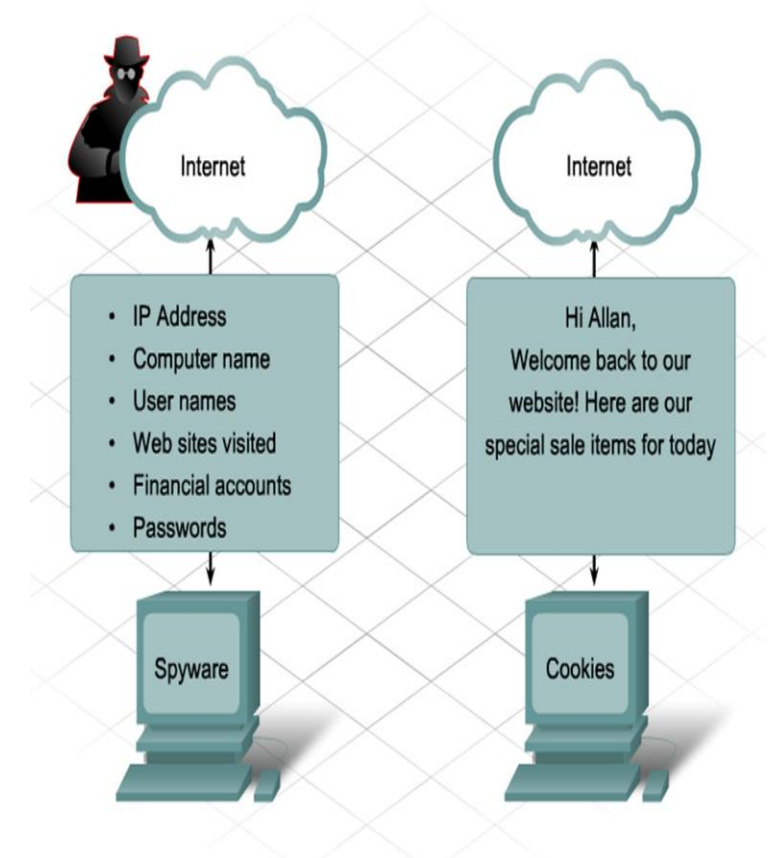 Internet
• IP Address
• Computer name
• User names
• Web sites visited
• Financial accounts
• Passwords
Spyware
Internet
Hi Allan,
Welcome back to our
website! Here are our
special sale items for today
Cookies